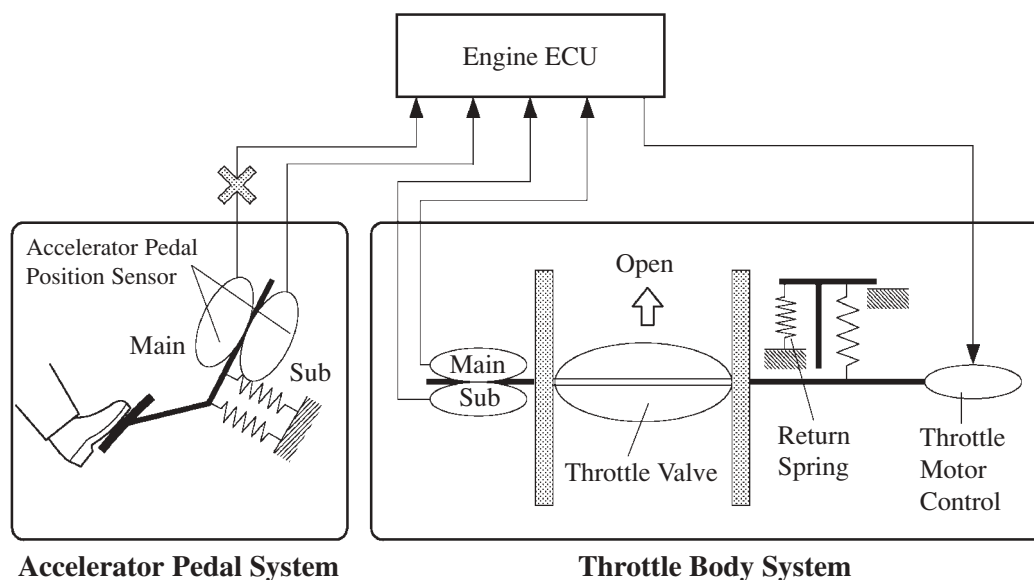 Engine ECU
Accelerator Pedal
Position Sensor
Main
Sub
Open
Main
Sub
Throttle Valve
Return
Spring
Throttle
Motor
Control
Accelerator Pedal System
Throttle Body System